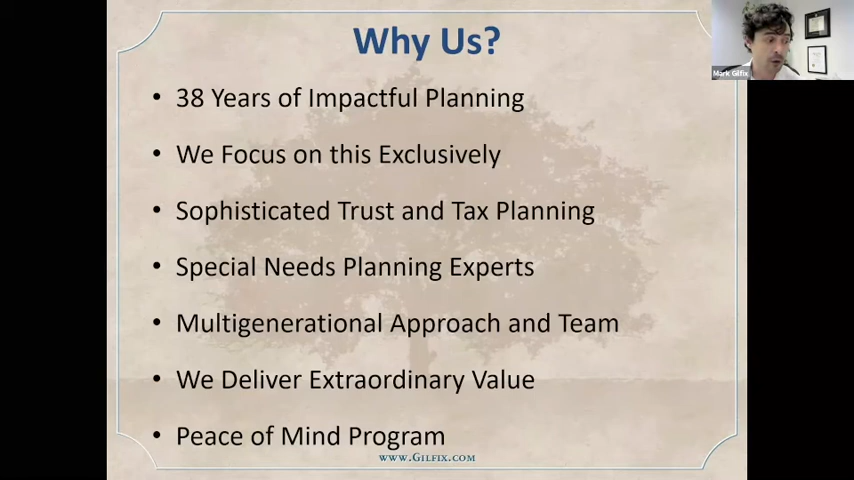 Why Us?
Mark Gilfix
• 38 Years of Impactful Planning
• We Focus on this Exclusively
• Sophisticated Trust and Tax Planning
• Special Needs Planning Experts
• Multigenerational Approach and Team
• We Deliver Extraordinary Value
• Peace of Mind Program
www.Gilfix.com